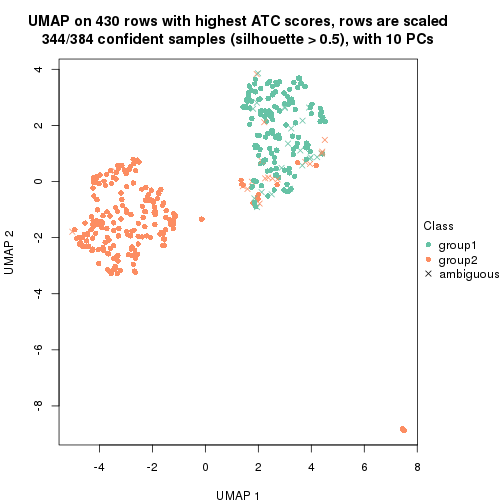 UMAP on 430 rows with highest ATC scores, rows are scaled
344/384 confident samples (silhouette > 0.5), with 10 PCs
4
2
0
-2
-4
-6
-8
UMAP 2
-4
-2
0
2
4
6
8
UMAP 1
Class
group1
group2
ambiguous